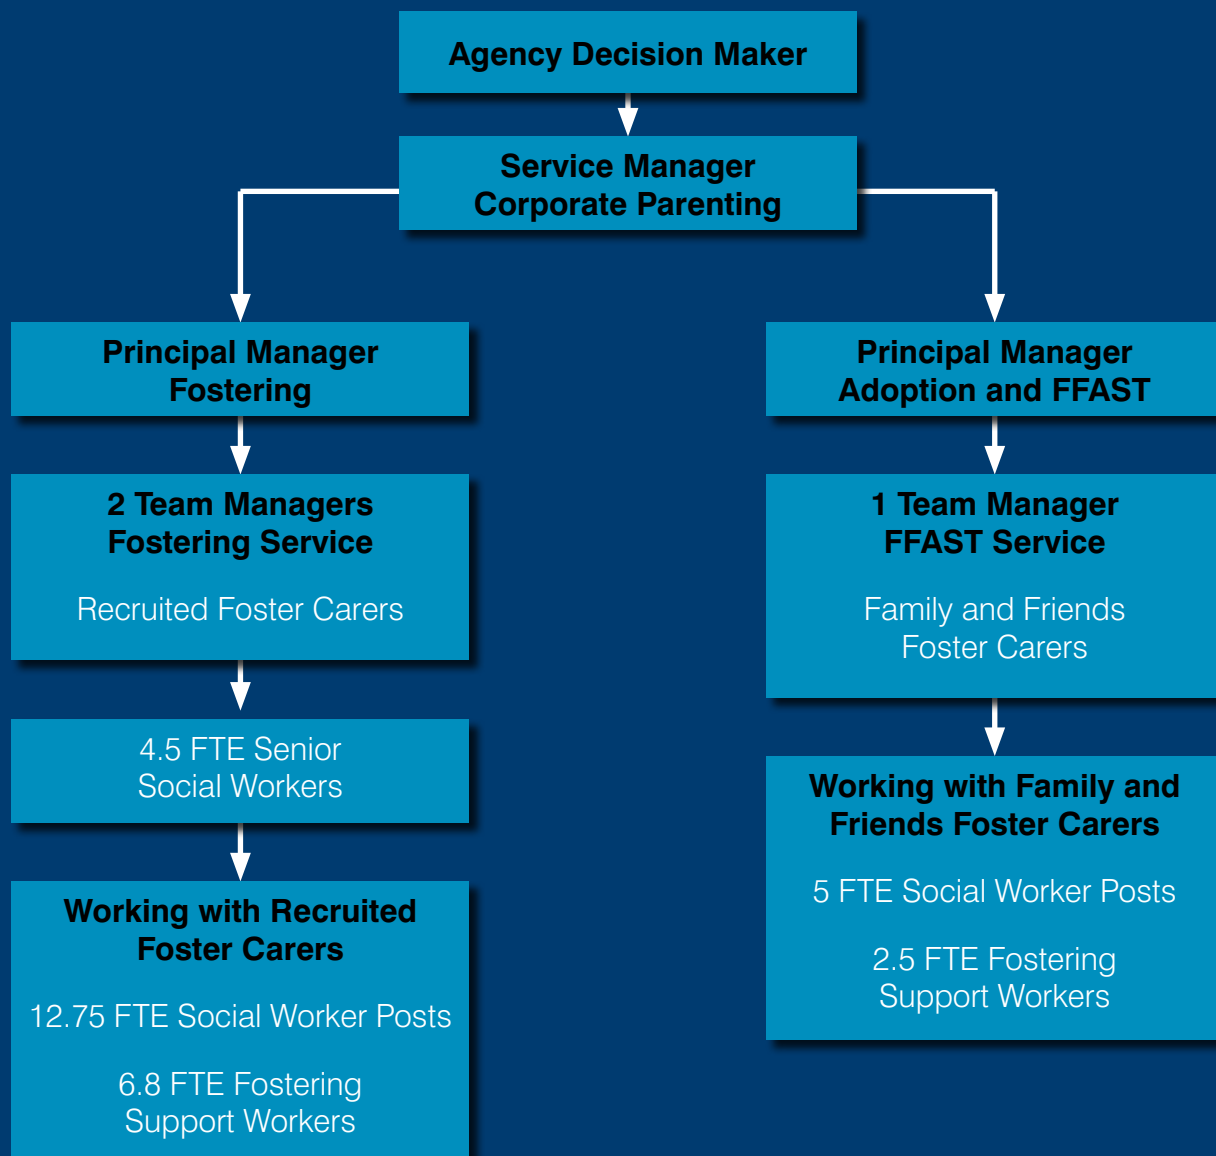 Agency Decision Maker
Service Manager
Corporate Parenting
Principal Manager
Fostering
2 Team Managers
Fostering Service
Recruited Foster Carers
4.5 FTE Senior
Social Workers
Working with Recruited
Foster Carers
12.75 FTE Social Worker Posts
6.8 FTE Fostering
Support Workers
Principal Manager
Adoption and FFAST
1 Team Manager
FFAST Service
Family and Friends
Foster Carers
Working with Family and
Friends Foster Carers
5 FTE Social Worker Posts
2.5 FTE Fostering
Support Workers